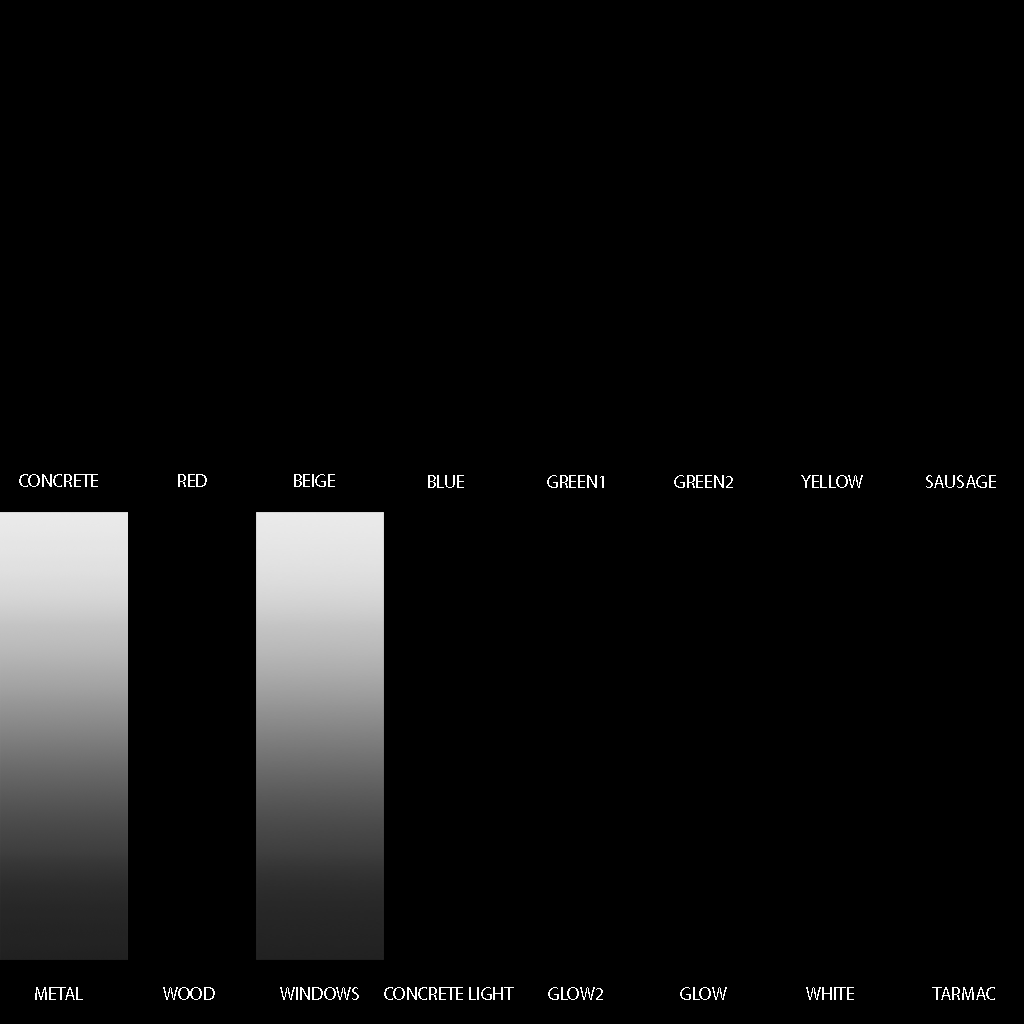 CONCRETE RED BEIGE BLUE GREEN1 GREEN2 YELLOW SAUSAGE
METAL WOOD WINDOWS CONCRETE LIGHT GLOW2 GLOW WHITE TARMAC